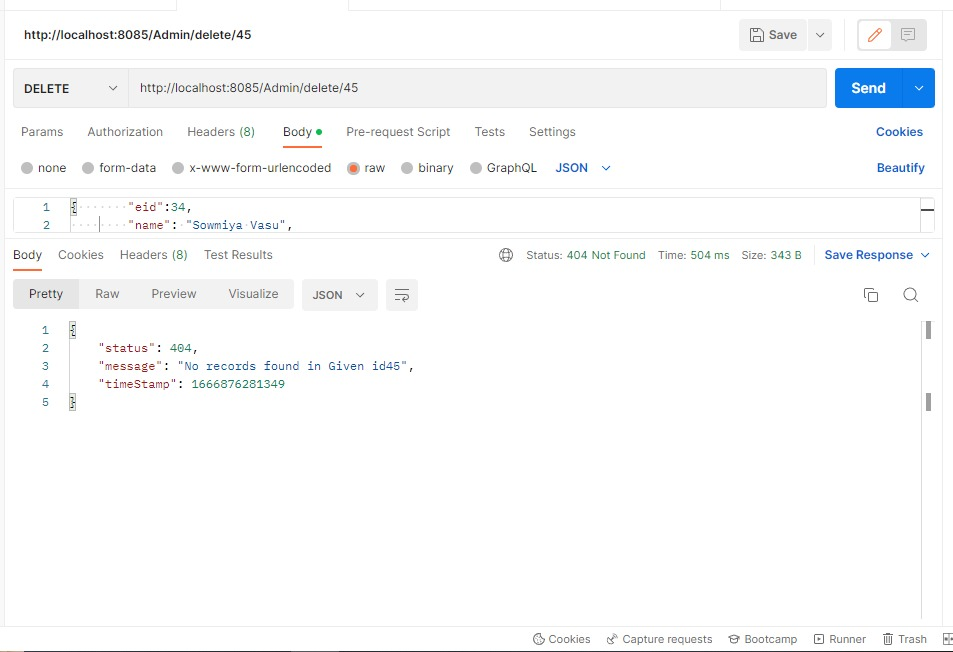 http://localhost:8085/Admin/delete/45
Save
DELETE
http://localhost:8085/Admin/delete/45
Send
Params Authorization Headers (8) Body Pre-request Script Tests Settings Cookies
none form-data x-www-form-urlencoded raw binary GraphQL JSON Beautify
1 { "eid":34,
2 "name": "Sowmiya Vasu",
Body Cookies Headers (8) Test Results Status: 404 Not Found Time: 504 ms Size: 343 B Save Response
Pretty Raw Preview Visualize JSON
1 {
2 "status": 404,
3 "message": "No records found in Given id45",
4 "timeStamp": 1666876281349
5 }
Cookies Capture requests Bootcamp Runner Trash